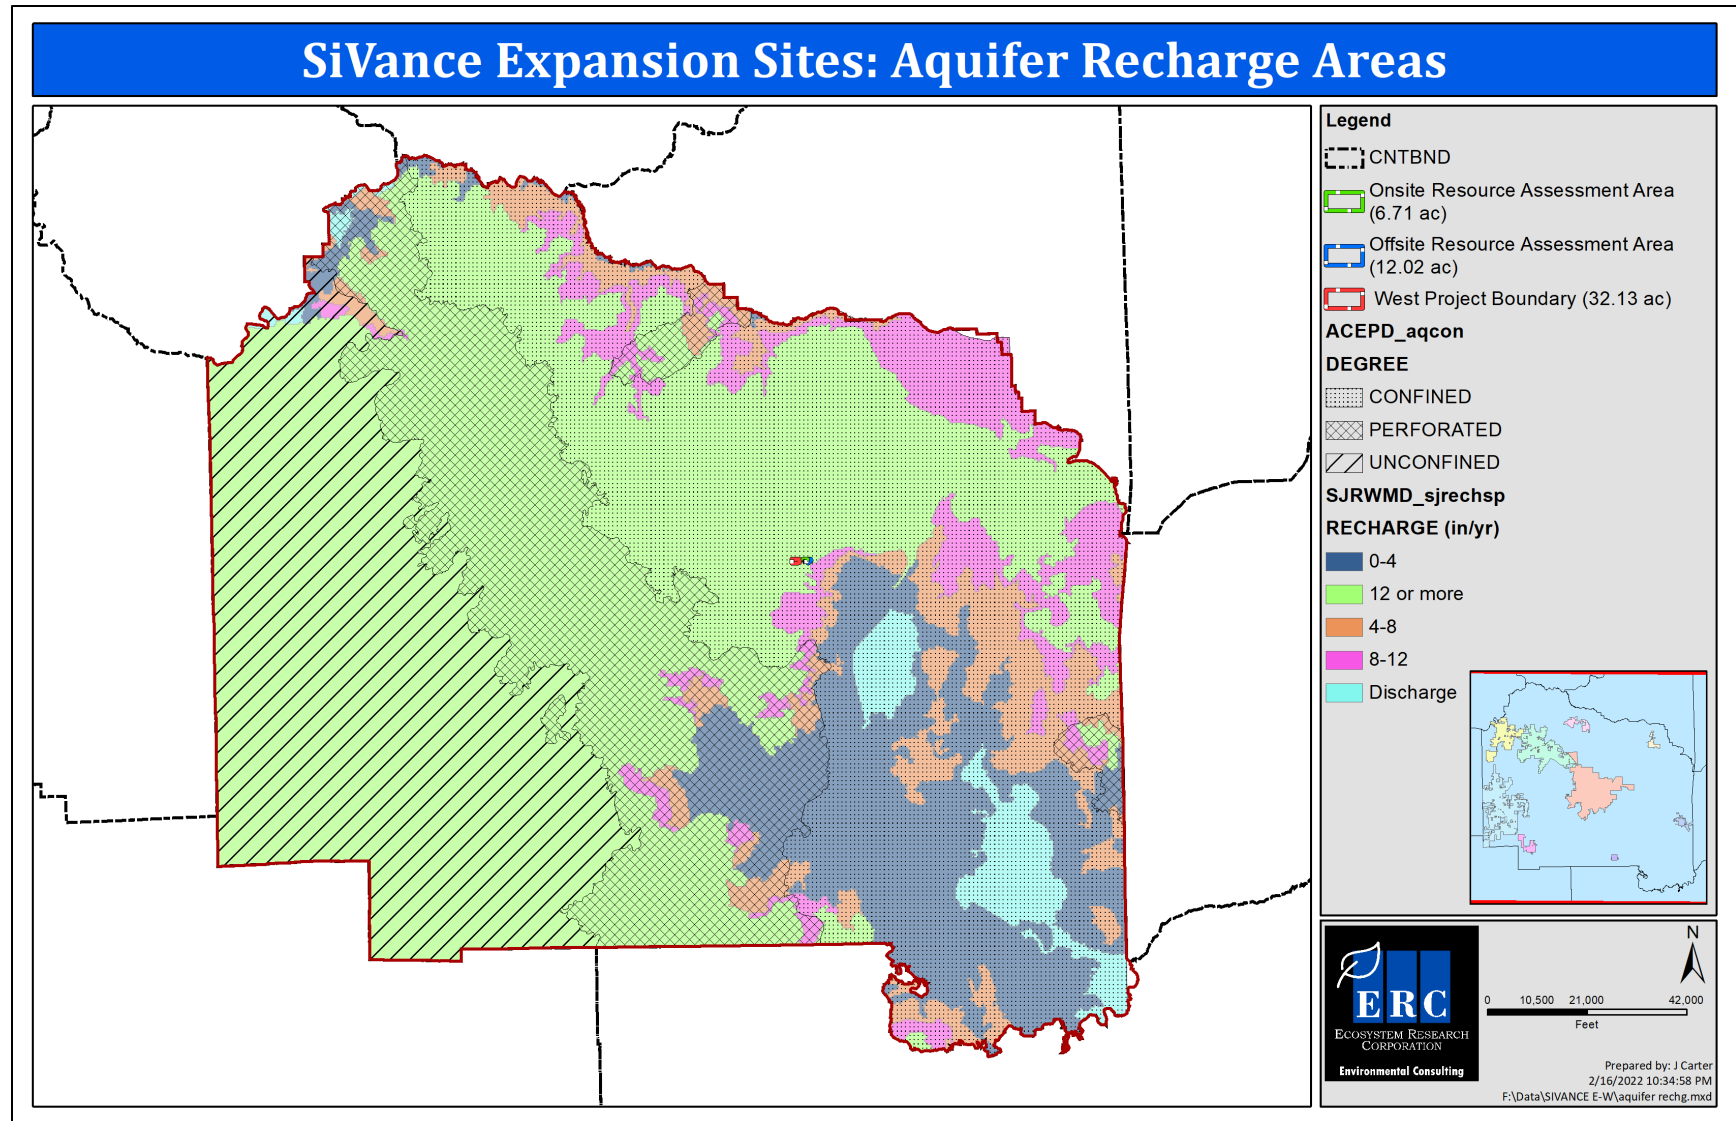 SiVance Expansion Sites: Aquifer Recharge Areas
Legend
CNTBND
Onsite Resource Assessment Area
(6.71 ac)
Offsite Resource Assessment Area
(12.02 ac)
West Project Boundary (32.13 ac)
ACEPD_aqcon
DEGREE
CONFINED
PERFORATED
UNCONFINED
SJRWMD_sjrechsp
RECHARGE (in/yr)
0-4
12 or more
4-8
8-12
Discharge
ERC
ECOSYSTEM RESEARCH
CORPORATION
Environmental Consulting
N
0 10,500 21,000 42,000
Feet
Prepared by: J Carter
2/16/2022 10:34:58 PM
F:\Data\SIVANCE E-W\aquifer rechg.mxd